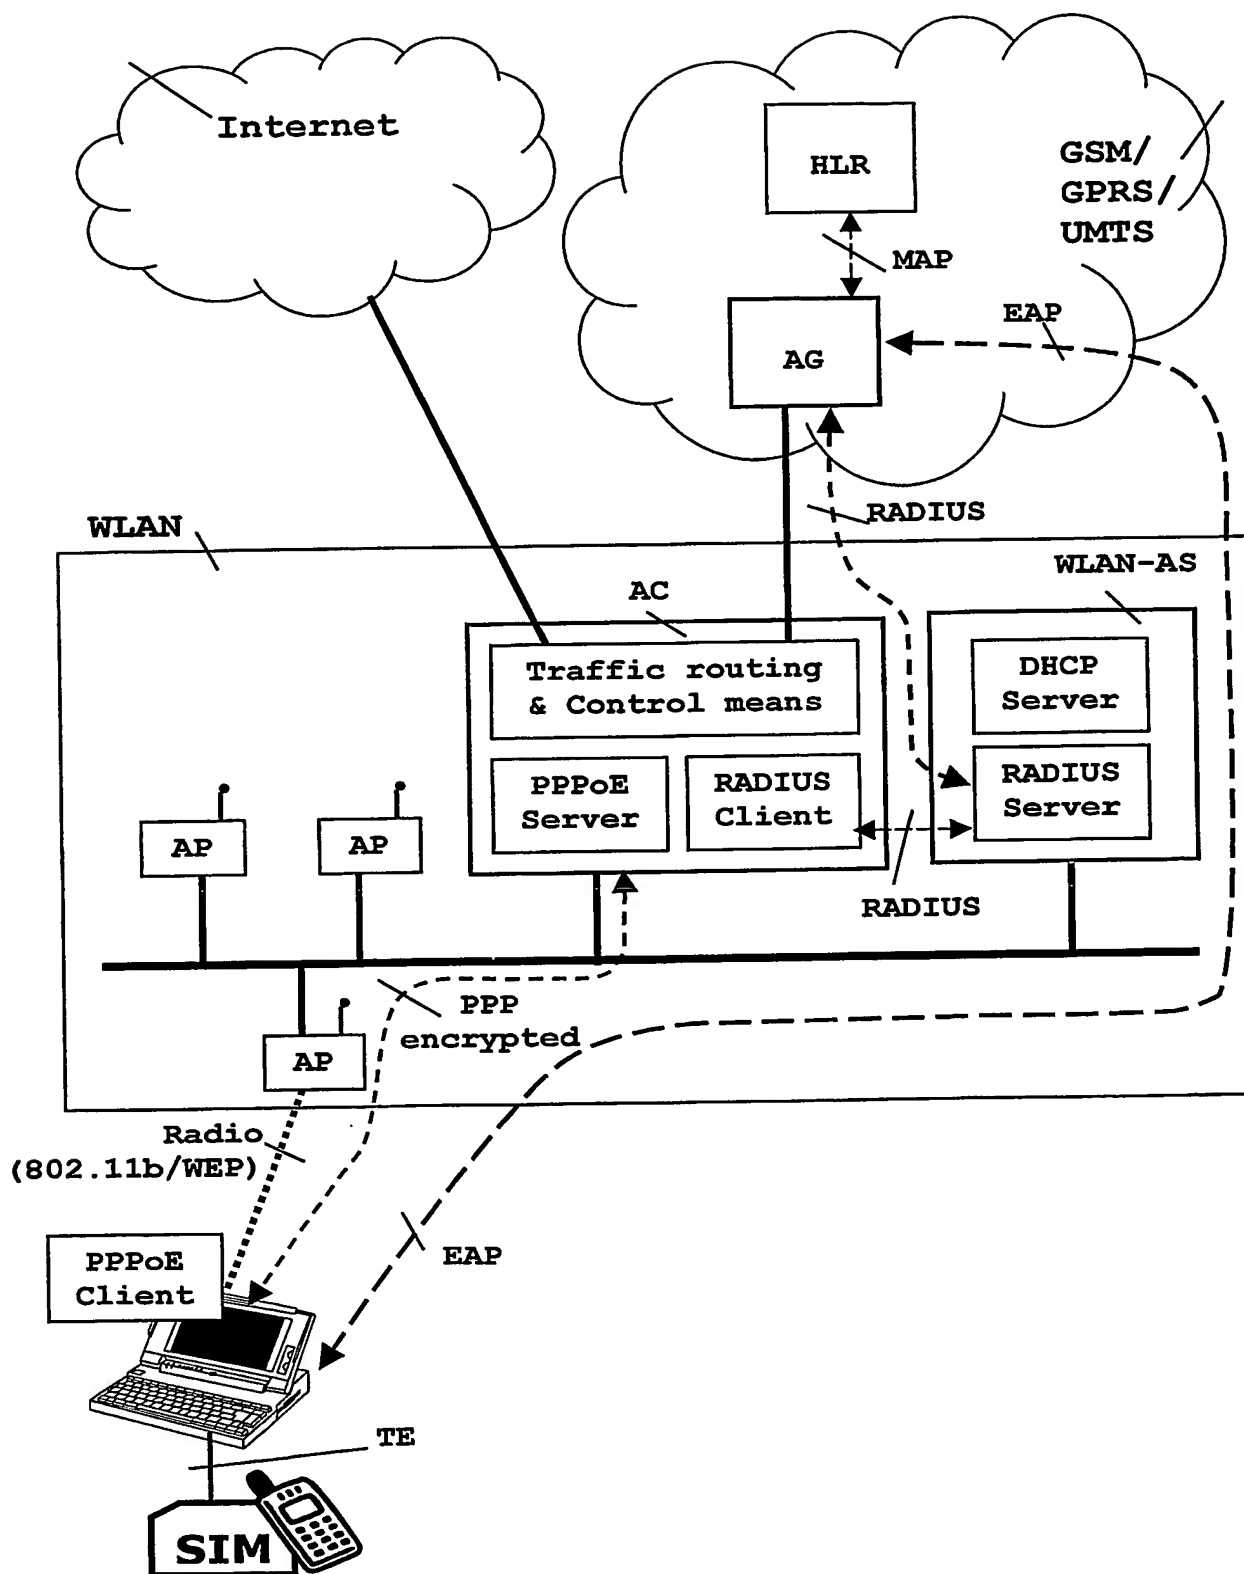 Internet
HLR
GSM/
GPRS/
UMTS
MAP
EAP
AG
RADIUS
WLAN
WLAN-AS
AC
Traffic routing
& Control means
DHCP
Server
PPPoE
Server
RADIUS
Client
RADIUS
Server
AP
AP
RADIUS
PPP
encrypted
AP
Radio
(802.11b/WEP)
EAP
PPPoE
Client
TE
SIM